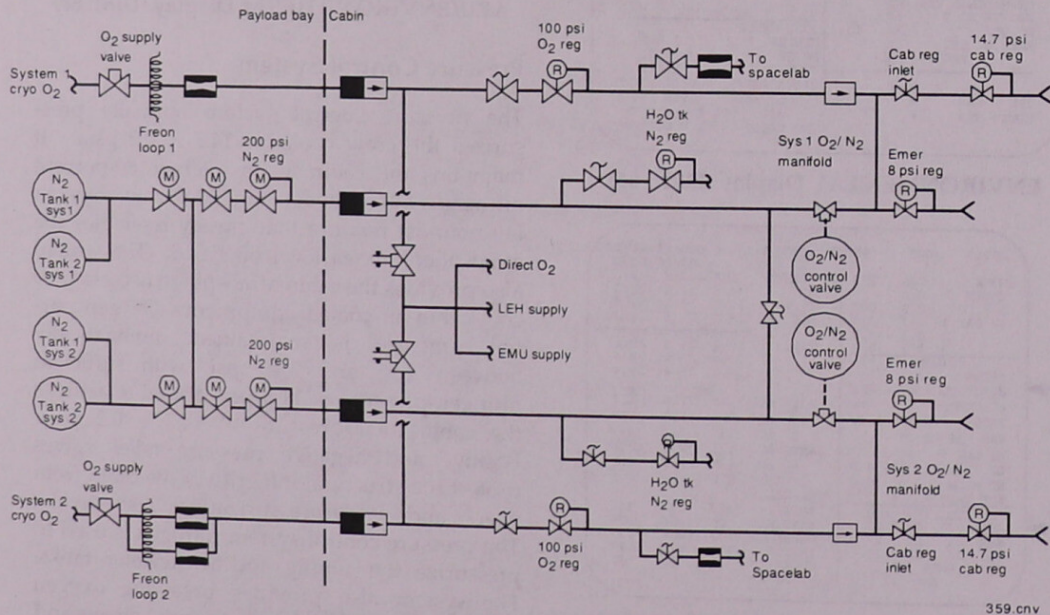 Payload bay
Cabin
O2 supply
valve
System 1
cryo O2
Freon
loop 1
100 psi
O2 reg
To
spacelab
Cab reg
inlet
14.7 psi
cab reg
R
R
N2
Tank 1
sys 1
M
M
M
200 psi
N2 reg
H2O tk
N2 reg
R
Sys 1 O2/ N2
manifold
Emer
8 psi reg
R
N2
Tank 2
sys 1
O2/N2
control
valve
Direct O2
LEH supply
EMU supply
N2
Tank 1
sys 2
O2/N2
control
valve
N2
Tank 2
sys 2
M
M
M
200 psi
N2 reg
Emer
8 psi reg
R
H2O tk
N2 reg
Sys 2 O2/ N2
manifold
O2 supply
valve
System 2
cryo O2
Freon
loop 2
R
100 psi
O2 reg
To
Spacelab
Cab reg
inlet
R
14.7 psi
cab reg
359.cnv